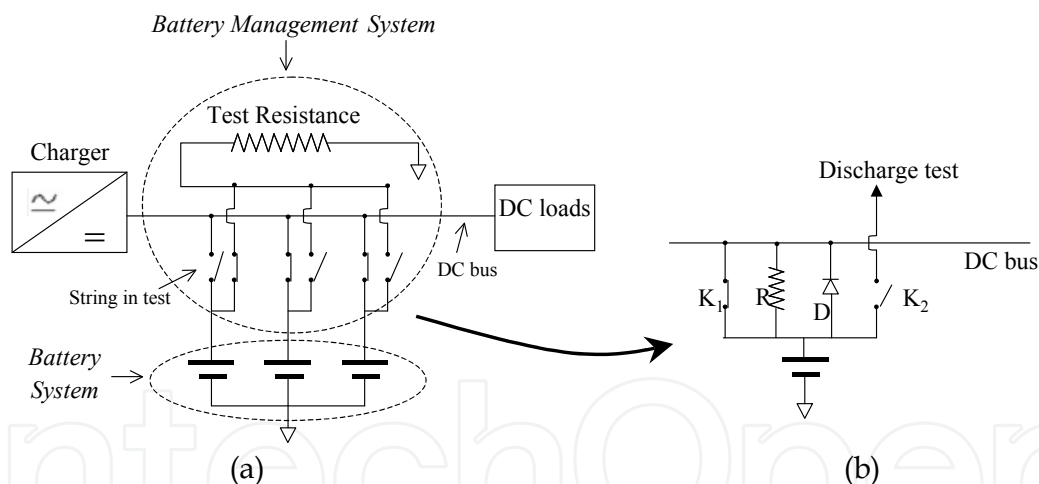 Battery Management System
Test Resistance
Charger
DC loads
DC bus
String in test
Battery
System
(a)
Discharge test
DC bus
K1
R
D
K2
(b)
ntechOpen